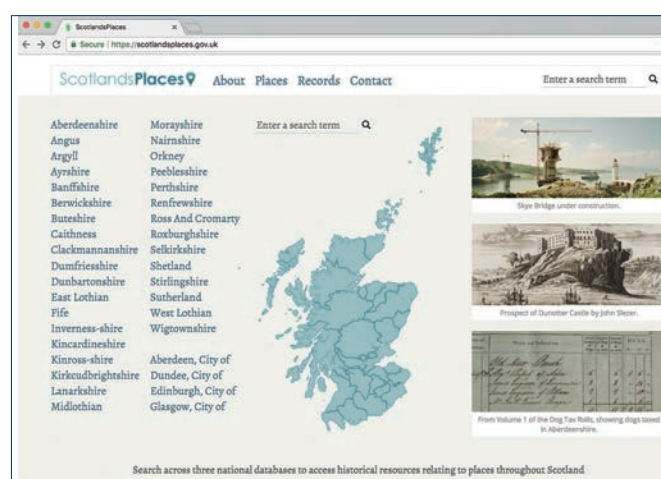 ScotlandsPlaces
Secure | https://scotlandsplaces.gov.uk
ScotlandsPlaces About Places Records Contact
Enter a search term
Aberdeenshire
Angus
Argyll
Ayrshire
Banffshire
Berwickshire
Buteshire
Caithness
Clackmannanshire
Dumfriesshire
Dunbartonshire
East Lothian
Fife
Inverness-shire
Kincardineshire
Kinross-shire
Kirkcudbrightshire
Lanarkshire
Midlothian
Morayshire
Nairnshire
Orkney
Peeblesshire
Perthshire
Renfrewshire
Ross And Cromarty
Roxburghshire
Selkirkshire
Shetland
Stirlingshire
Sutherland
West Lothian
Wigtownshire
Aberdeen, City of
Dundee, City of
Edinburgh, City of
Glasgow, City of
Enter a search term
Skye Bridge under construction.
Prospect of Dunotter Castle by John Slezer.
From Volume 1 of the Dog Tax Rolls, showing dogs taxed
in Aberdeenshire.
Search across three national databases to access historical resources relating to places throughout Scotland